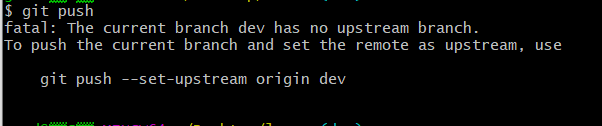 $ git push
fatal: The current branch dev has no upstream branch.
To push the current branch and set the remote as upstream, use
git push --set-upstream origin dev